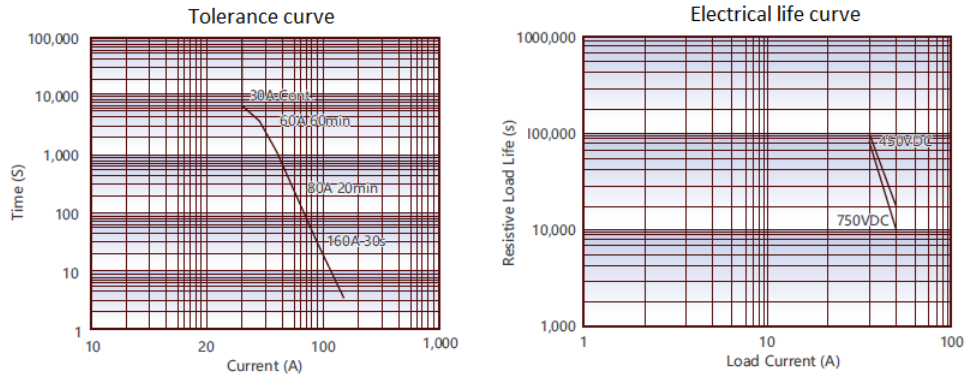 Tolerance curve
100,000
10,000
1,000
100
10
1
Time (S)
30A Cont.
60A 60min
80A 20min
160A 30s
10
20
100
1,000
Current (A)
Electrical life curve
1000,000
100,000
10,000
1,000
Resistive Load Life (s)
450VDC
750VDC
1
10
100
Load Current (A)